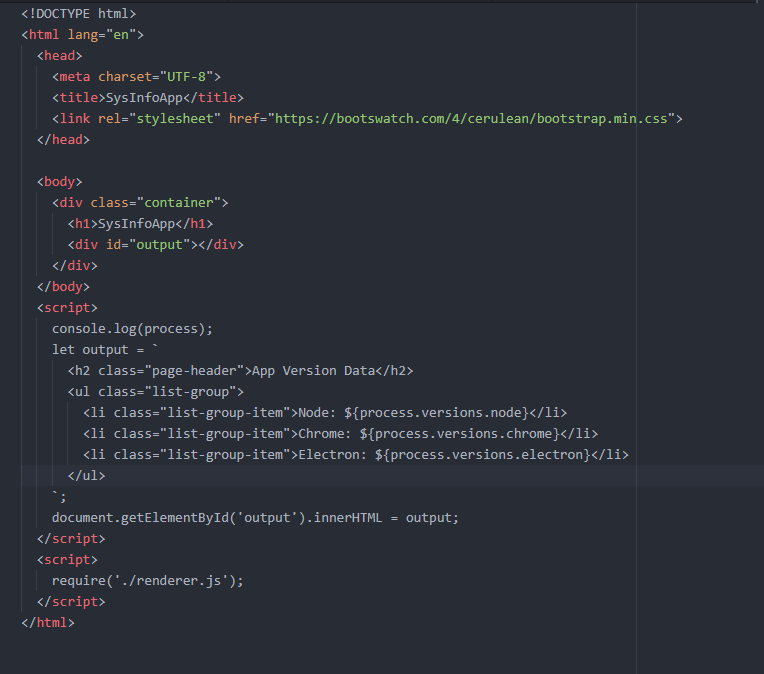 <!DOCTYPE html>
<html lang="en">
<head>
<meta charset="UTF-8">
<title>SysInfoApp</title>
<link rel="stylesheet" href="https://bootswatch.com/4/cerulean/bootstrap.min.css">
</head>
<body>
<div class="container">
<h1>SysInfoApp</h1>
<div id="output"></div>
</div>
</body>
<script>
console.log(process);
let output = `
<h2 class="page-header">App Version Data</h2>
<ul class="list-group">
<li class="list-group-item">Node: ${process.versions.node}</li>
<li class="list-group-item">Chrome: ${process.versions.chrome}</li>
<li class="list-group-item">Electron: ${process.versions.electron}</li>
</ul>
`;
document.getElementById('output').innerHTML = output;
</script>
<script>
require('./renderer.js');
</script>
</html>